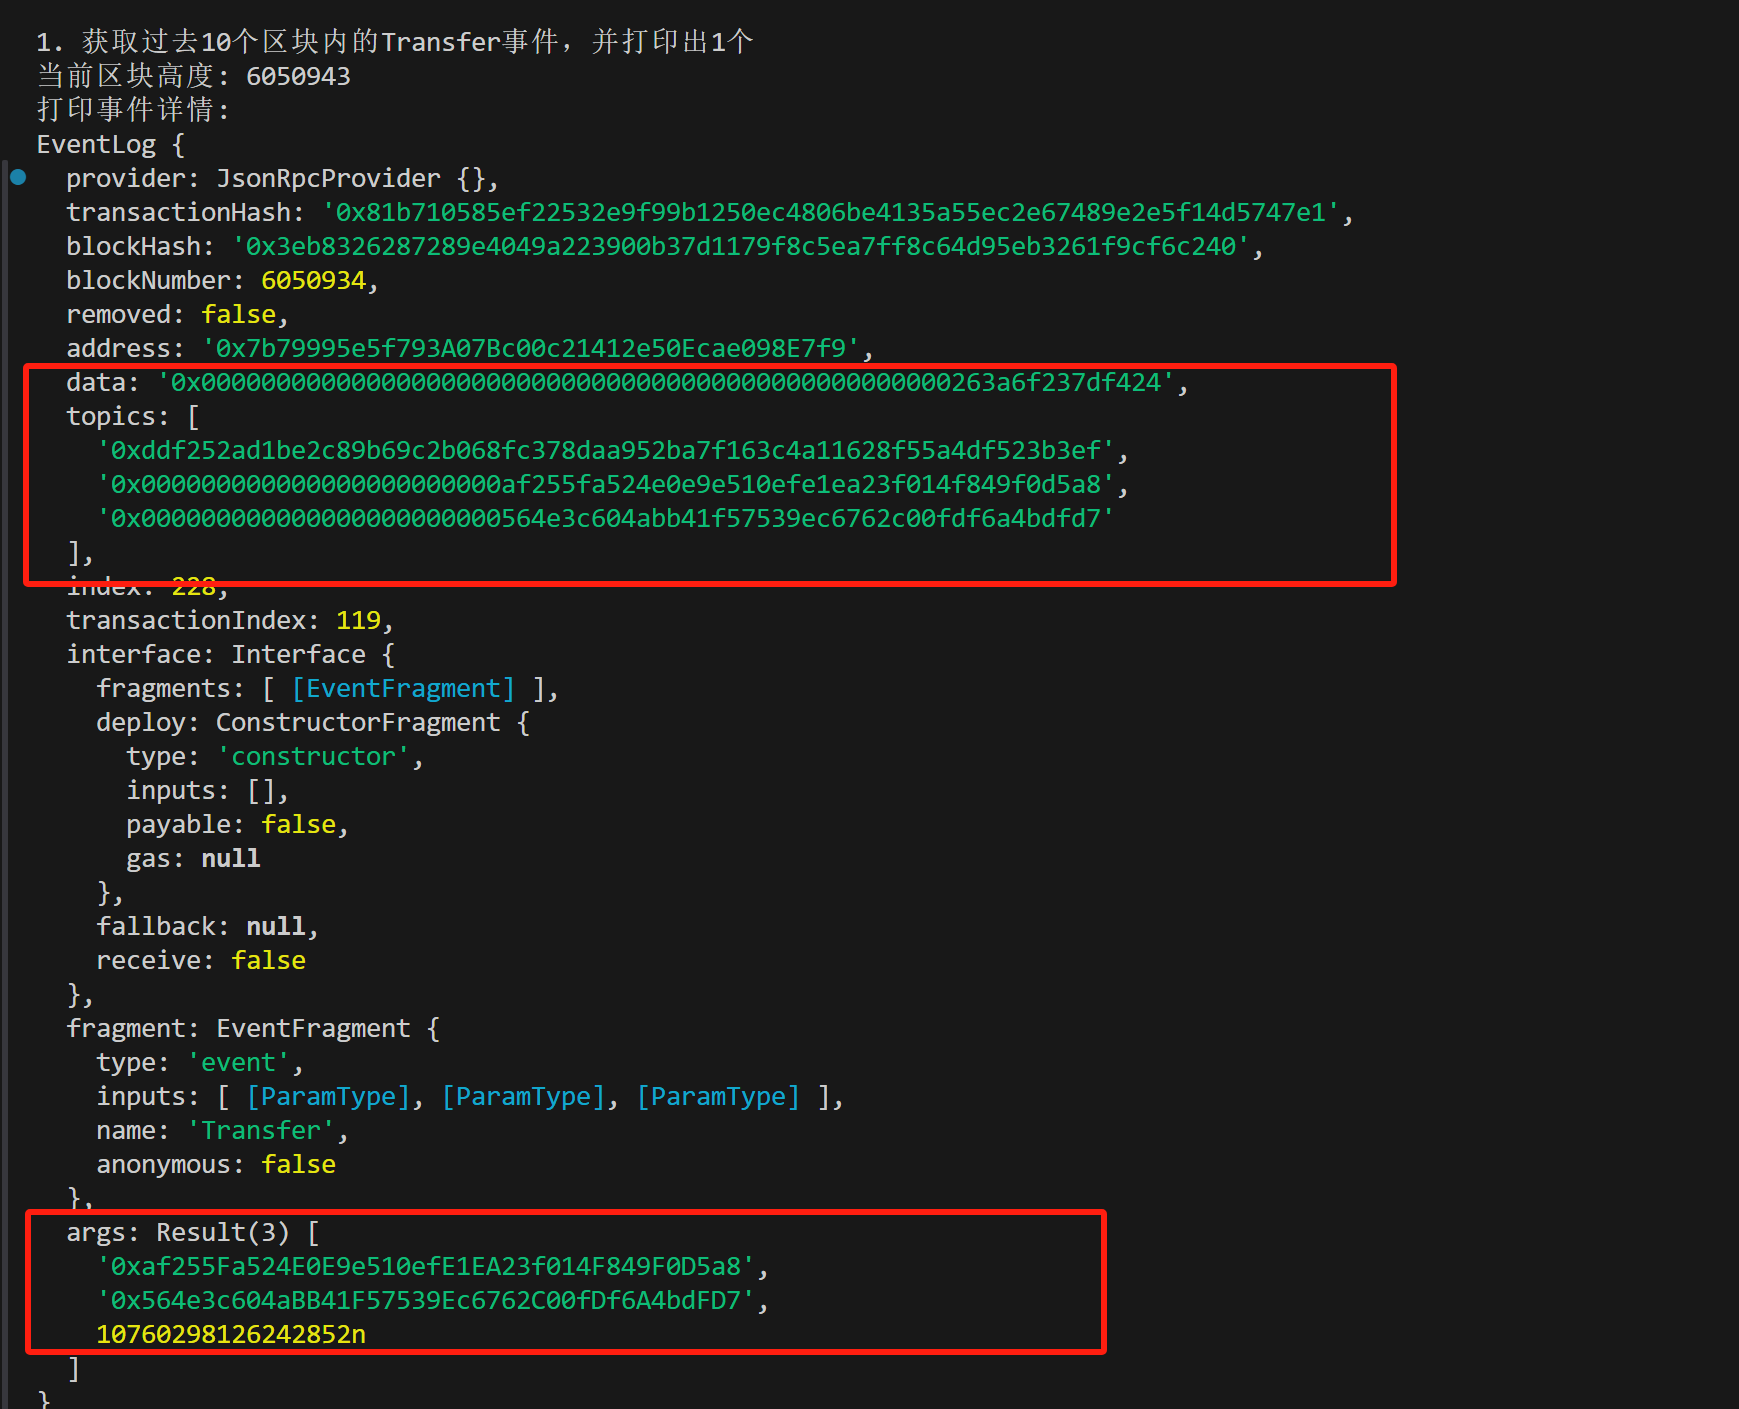 1. 获取过去10个区块内的Transfer事件，并打印出1个
当前区块高度: 6050943
打印事件详情:
EventLog {
provider: JsonRpcProvider {},
transactionHash: '0x81b710585ef22532e9f99b1250ec4806be4135a55ec2e67489e2e5f14d5747e1',
blockHash: '0x3eb8326287289e4049a223900b37d1179f8c5ea7ff8c64d95eb3261f9cf6c240',
blockNumber: 6050934,
removed: false,
address: '0x7b79995e5f793A07Bc00c21412e50Ecae098E7f9',
data: '0x00000000000000000000000000000000000000000000000000263a6f237df424',
topics: [
'0xddf252ad1be2c89b69c2b068fc378daa952ba7f163c4a11628f55a4df523b3ef',
'0x000000000000000000000000af255fa524e0e9e510efe1ea23f014f849f0d5a8',
'0x000000000000000000000000564e3c604abb41f57539ec6762c00fdf6a4bdfd7'
],
index: 228,
transactionIndex: 119,
interface: Interface {
fragments: [ [EventFragment] ],
deploy: ConstructorFragment {
type: 'constructor',
inputs: [],
payable: false,
gas: null
},
fallback: null,
receive: false
},
fragment: EventFragment {
type: 'event',
inputs: [ [ParamType], [ParamType], [ParamType] ],
name: 'Transfer',
anonymous: false
},
args: Result(3) [
'0xaf255Fa524E0E9e510efE1EA23f014F849F0D5a8',
'0x564e3c604aBB41F57539Ec6762C00fDf6A4bdFD7',
10760298126242852n
]
}